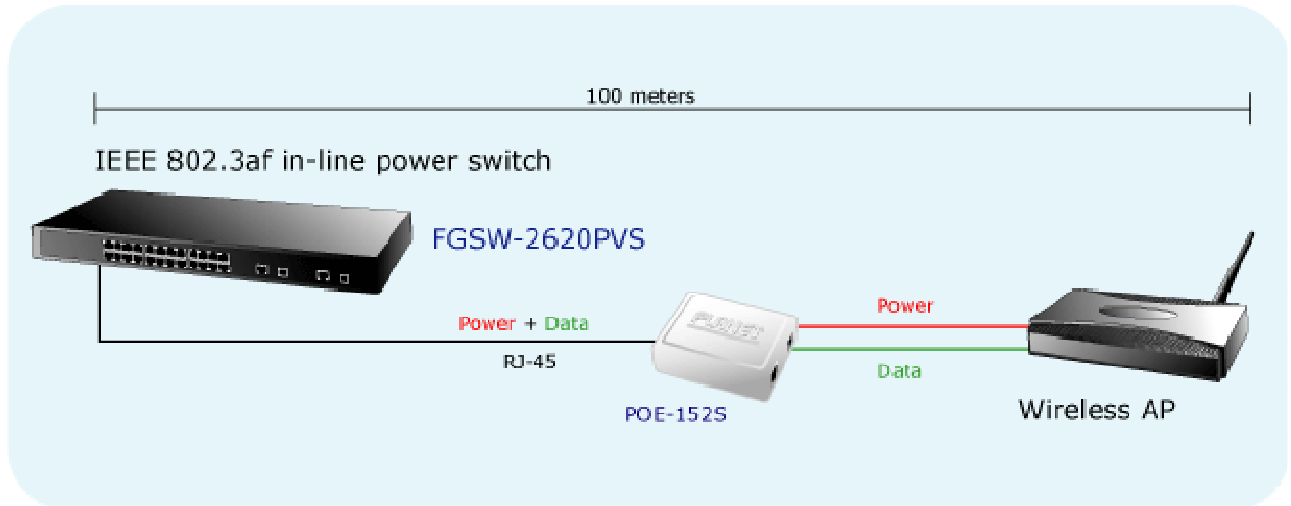 100 meters
IEEE 802.3af in-line power switch
FGSW-2620PVS
Power + Data
RJ-45
PLANET
POE-152S
Power
Data
Wireless AP